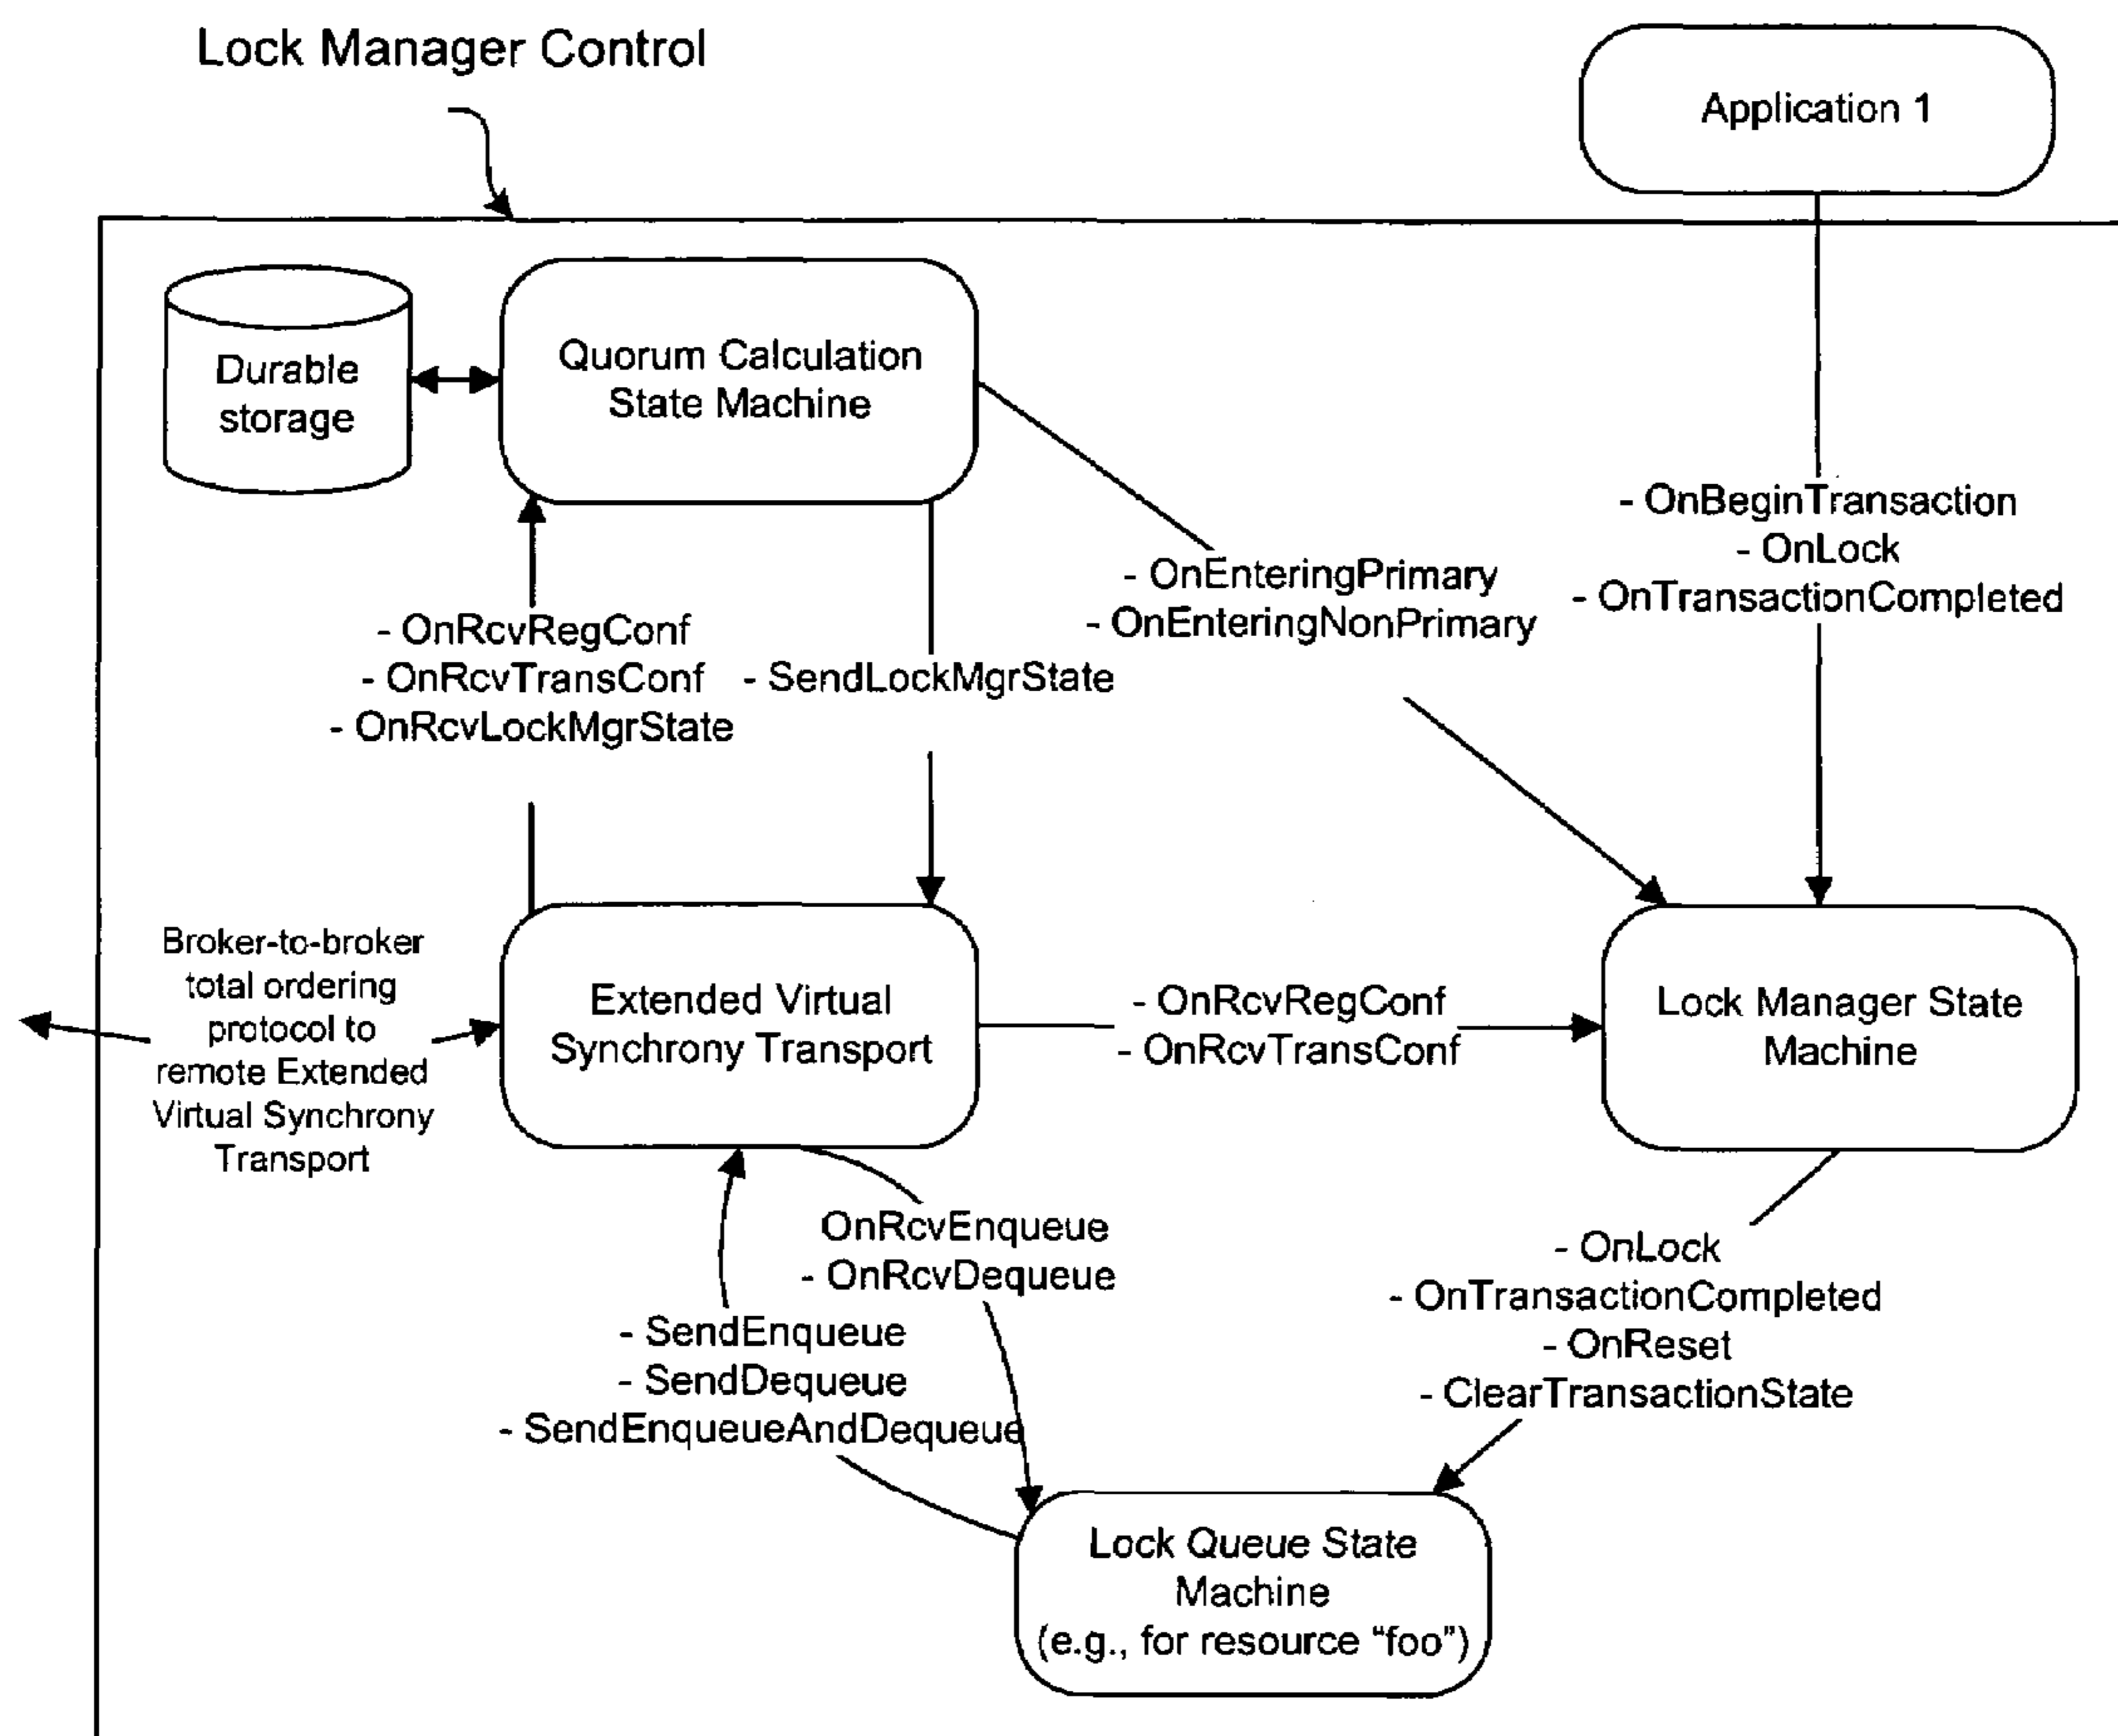 Lock Manager Control
Application 1
Durable
storage
Quorum Calculation
State Machine
- OnBeginTransaction
- OnLock
- OnTransactionCompleted
- OnEnteringPrimary
- OnEnteringNonPrimary
- OnRcvRegConf
- OnRcvTransConf
- OnRcvLockMgrState
- SendLockMgrState
Broker-to-broker
total ordering
protocol to
remote Extended
Virtual Synchrony
Transport
Extended Virtual
Synchrony Transport
- OnRcvRegConf
- OnRcvTransConf
Lock Manager State
Machine
OnRcvEnqueue
- OnRcvDequeue
- SendEnqueue
- SendDequeue
- SendEnqueueAndDequeue
- OnLock
- OnTransactionCompleted
- OnReset
- ClearTransactionState
Lock Queue State
Machine
(e.g., for resource “foo”)